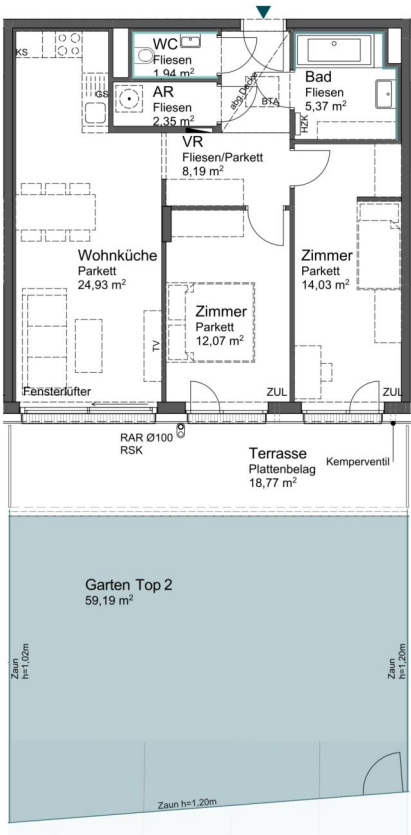 WC
Fliesen
1,94 m²
KS
Bad
Fliesen
5,37 m²
AR
Fliesen
2,35 m²
GS
abg.Decke
BTA
HZK
VR
Fliesen/Parkett
8,19 m²
Wohnküche
Parkett
24,93 m²
Zimmer
Parkett
14,03 m²
Zimmer
Parkett
12,07 m²
TV
Fensterlüfter
ZUL
ZUL
RAR Ø100
RSK
Terrasse
Plattenbelag
18,77 m²
Kemperventil
Garten Top 2
59,19 m²
Zaun
h=1,02m
Zaun
h=1,20m
Zaun h=1,20m